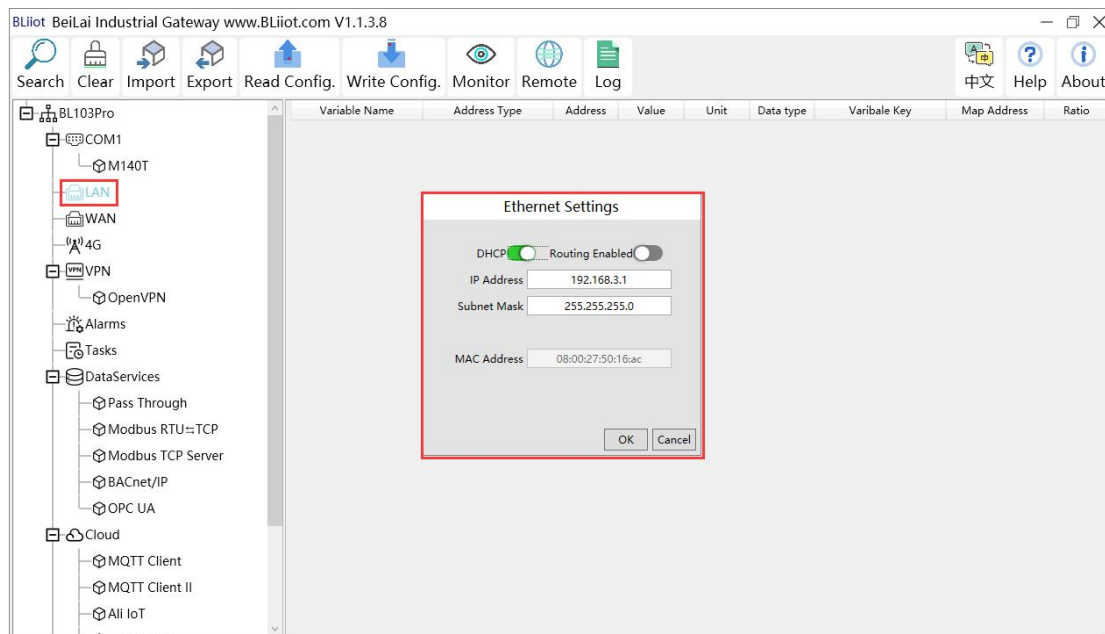 BLiiot BeiLai Industrial Gateway www.BLiiot.com V1.1.3.8
Search Clear Import Export Read Config. Write Config. Monitor Remote Log 中文 Help About
BL103Pro
COM1
M140T
LAN
WAN
4G
VPN
OpenVPN
Alarms
Tasks
DataServices
Pass Through
Modbus RTU⇆TCP
Modbus TCP Server
BACnet/IP
OPC UA
Cloud
MQTT Client
MQTT Client II
Ali IoT
Variable Name Address Type Address Value Unit Data type Varibale Key Map Address Ratio
Ethernet Settings
DHCP Routing Enabled
IP Address 192.168.3.1
Subnet Mask 255.255.255.0
MAC Address 08:00:27:50:16:ac
OK Cancel